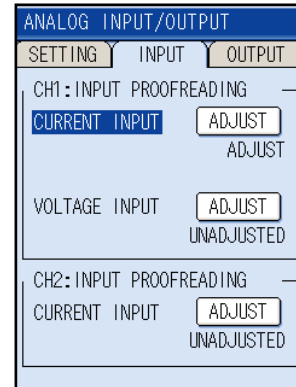 ANALOG INPUT/OUTPUT
SETTING INPUT OUTPUT
CH1:INPUT PROOFREADING
CURRENT INPUT ADJUST
ADJUST
VOLTAGE INPUT ADJUST
UNADJUSTED
CH2:INPUT PROOFREADING
CURRENT INPUT ADJUST
UNADJUSTED